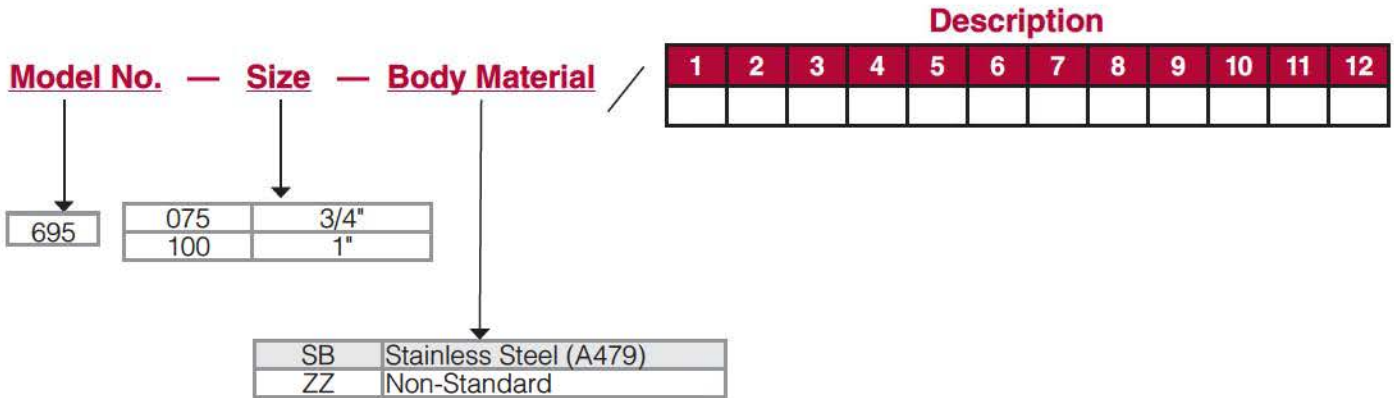 Description
Model No. — Size — Body Material / 1 2 3 4 5 6 7 8 9 10 11 12
695
075 3/4"
100 1"
SB Stainless Steel (A479)
ZZ Non-Standard